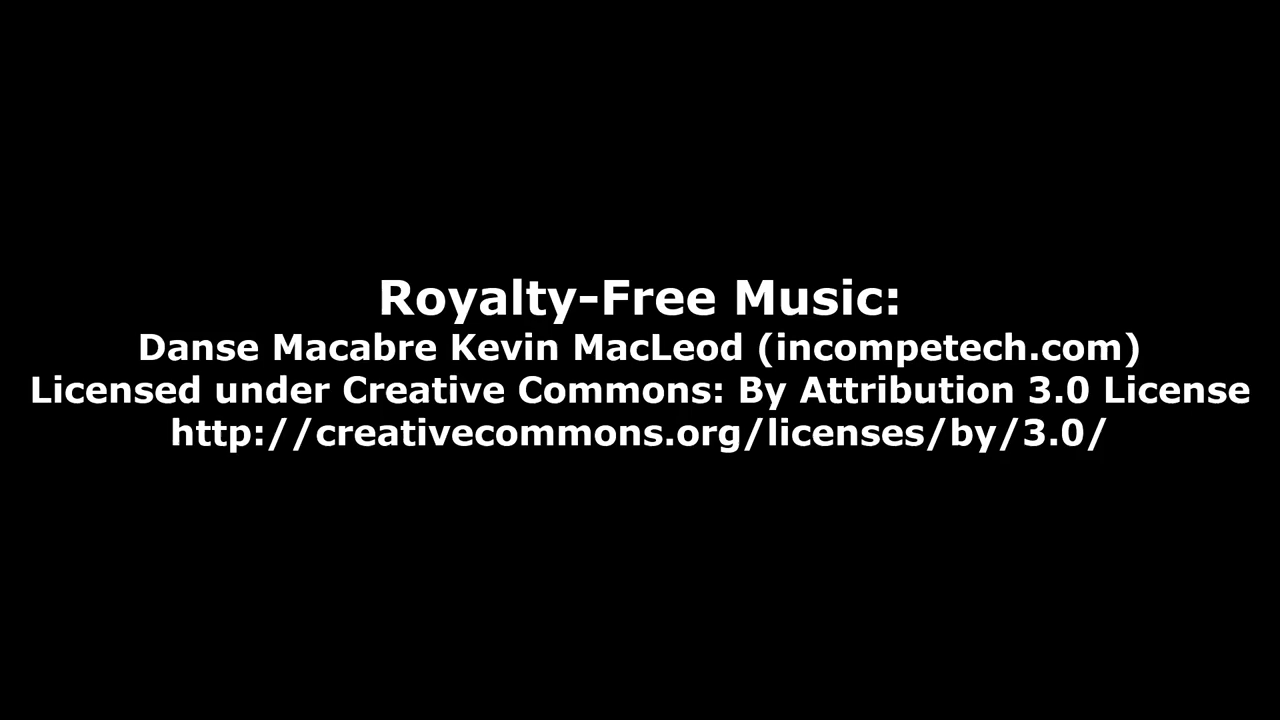 Royalty-Free Music:
Danse Macabre Kevin MacLeod (incompetech.com)
Licensed under Creative Commons: By Attribution 3.0 License
http://creativecommons.org/licenses/by/3.0/